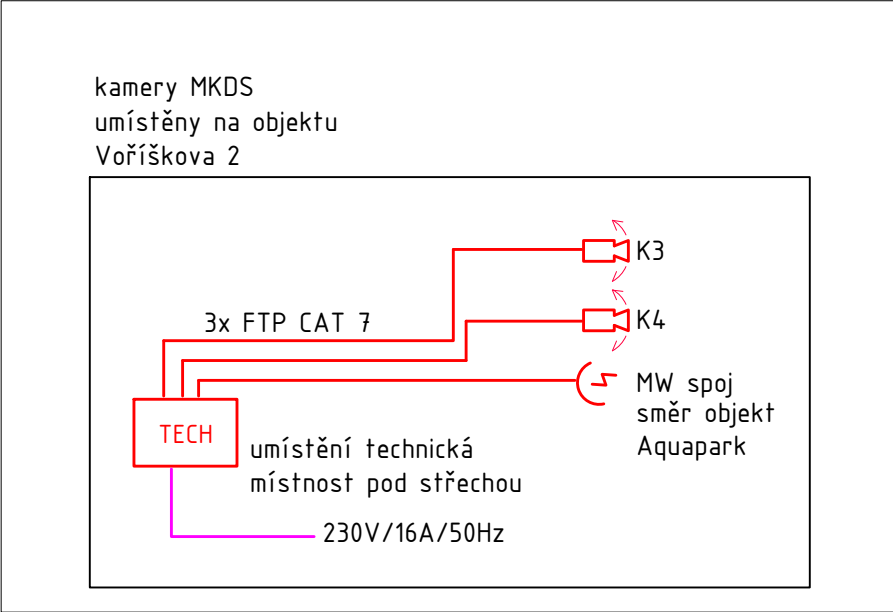 kamery MKDS
umístěny na objektu
Voříškova 2
K3
3x FTP CAT 7
K4
MW spoj
směr objekt
Aquapark
TECH
umístění technická
místnost pod střechou
230V/16A/50Hz